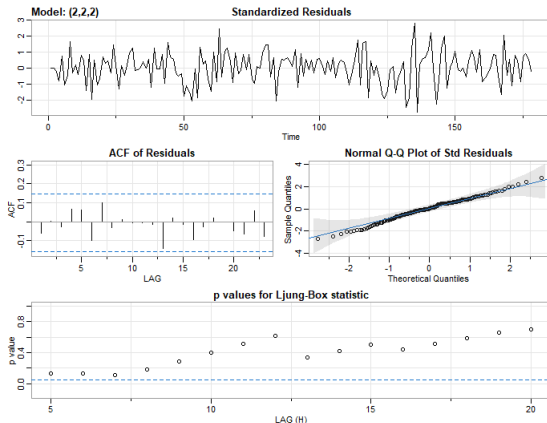 Model: (2,2,2) Standardized Residuals
3
2
1
0
-1
-2
0 50 100 150
Time
ACF of Residuals
ACF
0.3
0.2
0.1
-0.1
5 10 15 20
LAG
Normal Q-Q Plot of Std Residuals
Sample Quantiles
4
2
0
-2
-4
-2 -1 0 1 2
Theoretical Quantiles
p values for Ljung-Box statistic
p value
0.8
0.4
0.0
5 10 15 20
LAG (H)